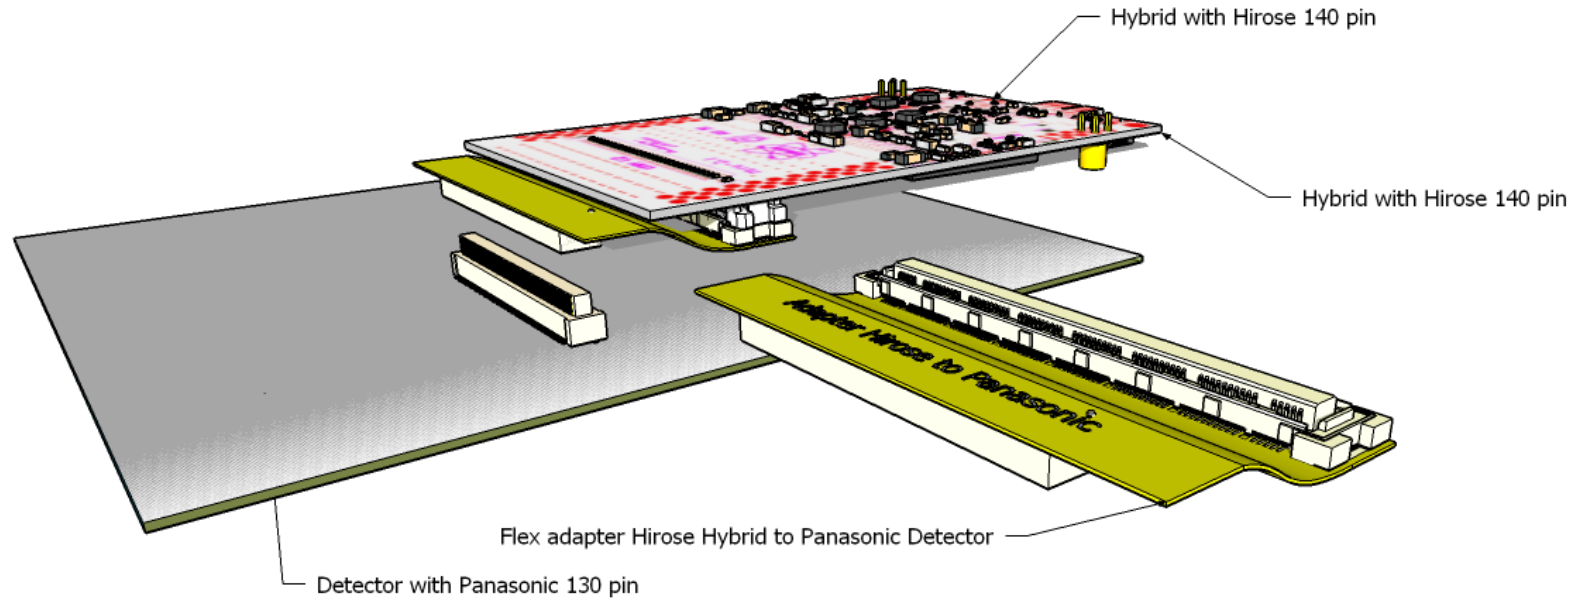 Hybrid with Hirose 140 pin
Hybrid with Hirose 140 pin
Adapter Hirose to Panasonic
Flex adapter Hirose Hybrid to Panasonic Detector
Detector with Panasonic 130 pin